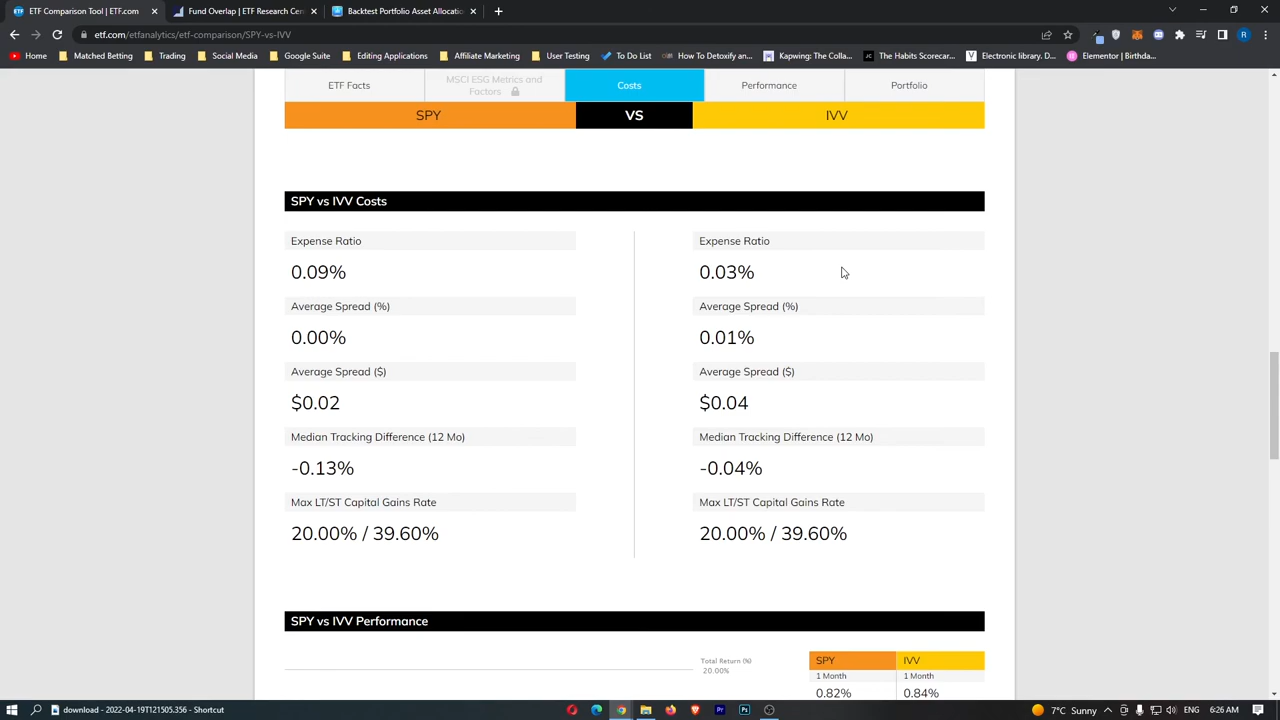 ETF Comparison Tool | ETF.com
Fund Overlap | ETF Research Cen
Backtest Portfolio Asset Allocatio
etf.com/etfanalytics/etf-comparison/SPY-vs-IVV
Home
Matched Betting
Trading
Social Media
Google Suite
Editing Applications
Affiliate Marketing
User Testing
To Do List
How To Detoxify an...
Kapwing: The Colla...
The Habits Scorecar...
Electronic library. D...
Elementor | Birthda...
ETF Facts
MSCI ESG Metrics and
Factors
Costs
Performance
Portfolio
SPY
VS
IVV
SPY vs IVV Costs
Expense Ratio
0.09%
Average Spread (%)
0.00%
Average Spread ($)
$0.02
Median Tracking Difference (12 Mo)
-0.13%
Max LT/ST Capital Gains Rate
20.00% / 39.60%
Expense Ratio
0.03%
Average Spread (%)
0.01%
Average Spread ($)
$0.04
Median Tracking Difference (12 Mo)
-0.04%
Max LT/ST Capital Gains Rate
20.00% / 39.60%
SPY vs IVV Performance
Total Return (%)
20.00%
SPY
IVV
1 Month
1 Month
0.82%
0.84%
download - 2022-04-19T121505.356 - Shortcut
7°C Sunny
ENG
6:26 AM